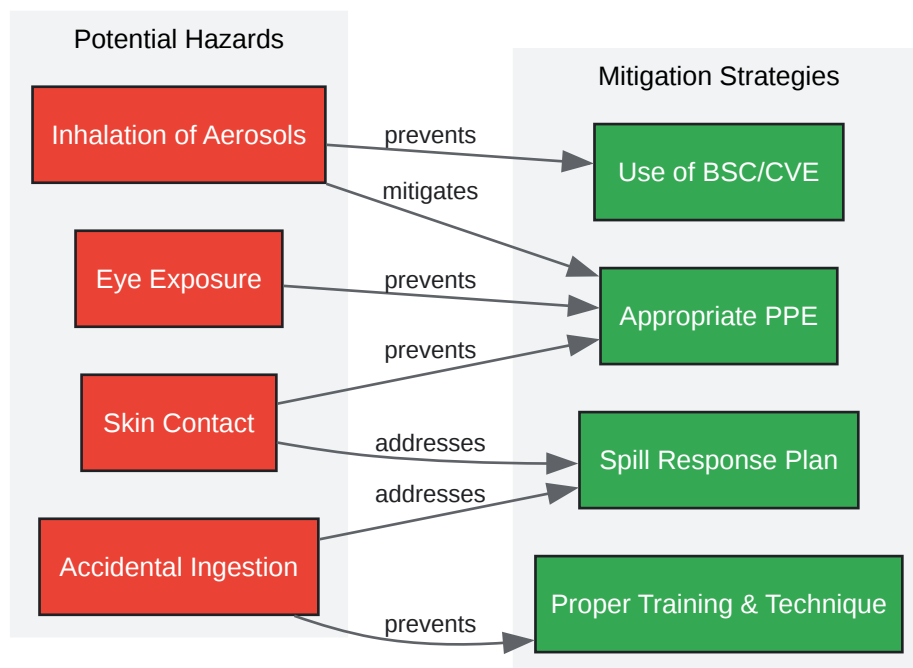 Potential Hazards
Mitigation Strategies
Inhalation of Aerosols
prevents
Use of BSC/CVE
mitigates
Eye Exposure
prevents
Appropriate PPE
prevents
Skin Contact
addresses
Spill Response Plan
addresses
Accidental Ingestion
prevents
Proper Training & Technique